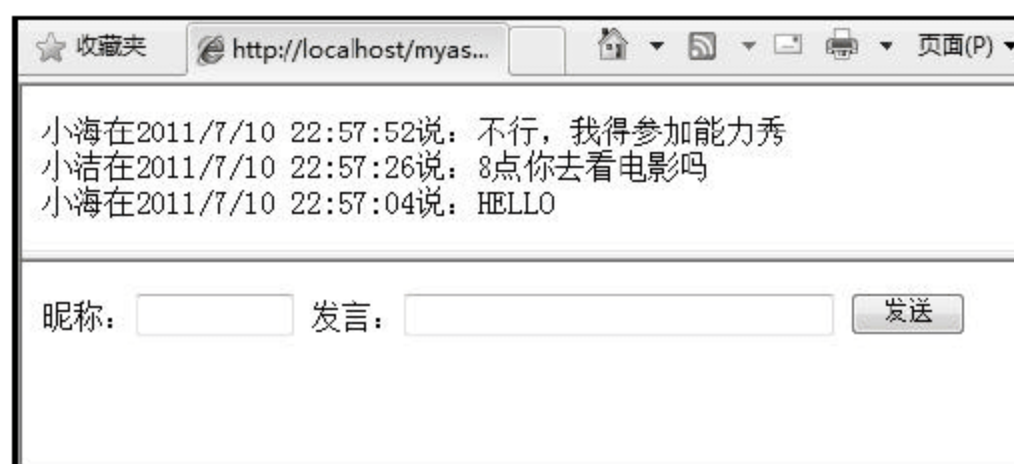 收藏夹 http://localhost/myas... 页面(P)
小海在2011/7/10 22:57:52说：不行，我得参加能力秀
小洁在2011/7/10 22:57:26说：8点你去看电影吗
小海在2011/7/10 22:57:04说：HELLO
昵称： 发言： 发送